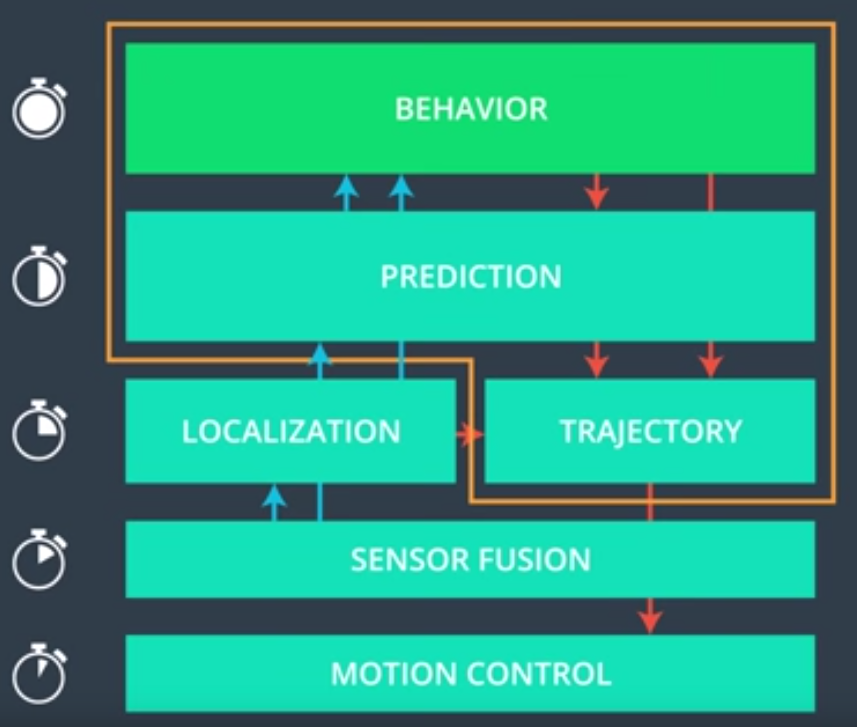 BEHAVIOR
PREDICTION
LOCALIZATION
TRAJECTORY
SENSOR FUSION
MOTION CONTROL